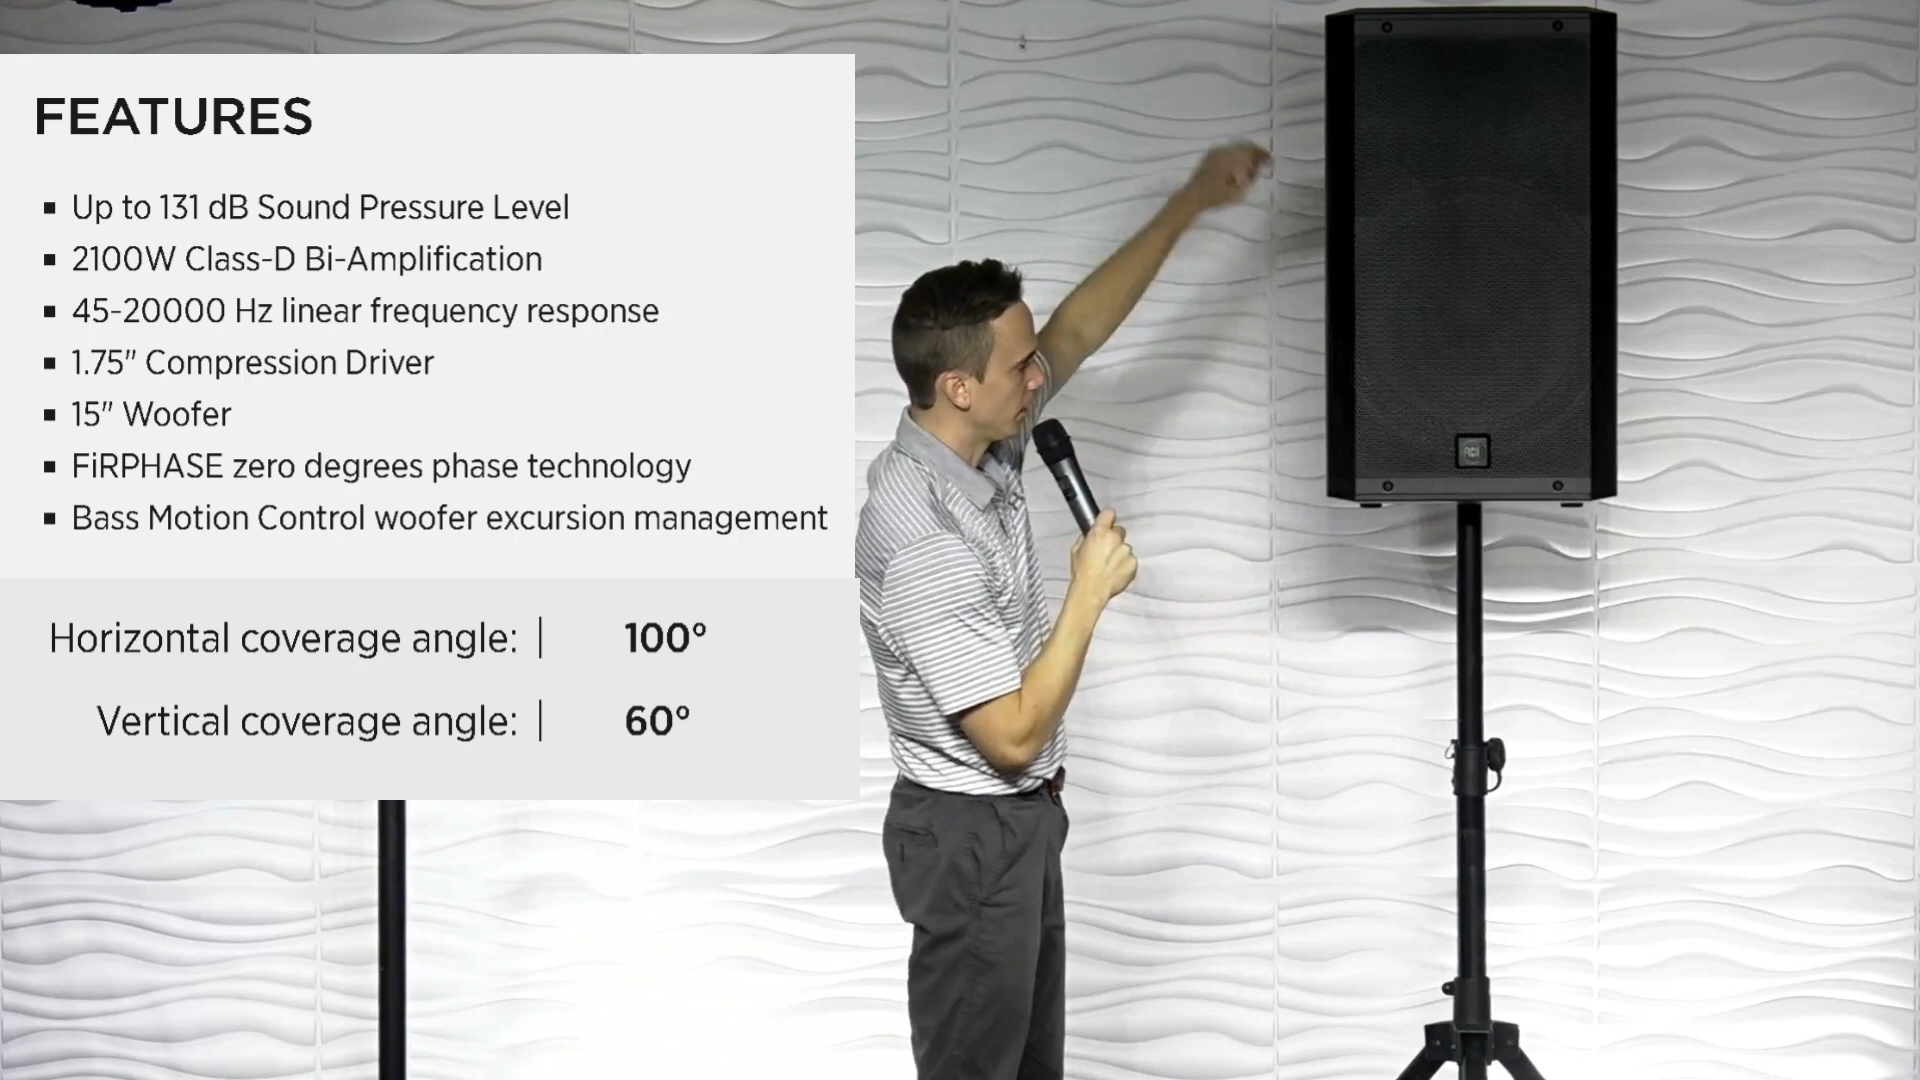 FEATURES
▪ Up to 131 dB Sound Pressure Level
▪ 2100W Class-D Bi-Amplification
▪ 45-20000 Hz linear frequency response
▪ 1.75" Compression Driver
▪ 15" Woofer
▪ FiRPHASE zero degrees phase technology
▪ Bass Motion Control woofer excursion management
Horizontal coverage angle: | 100°
Vertical coverage angle: | 60°
RCF